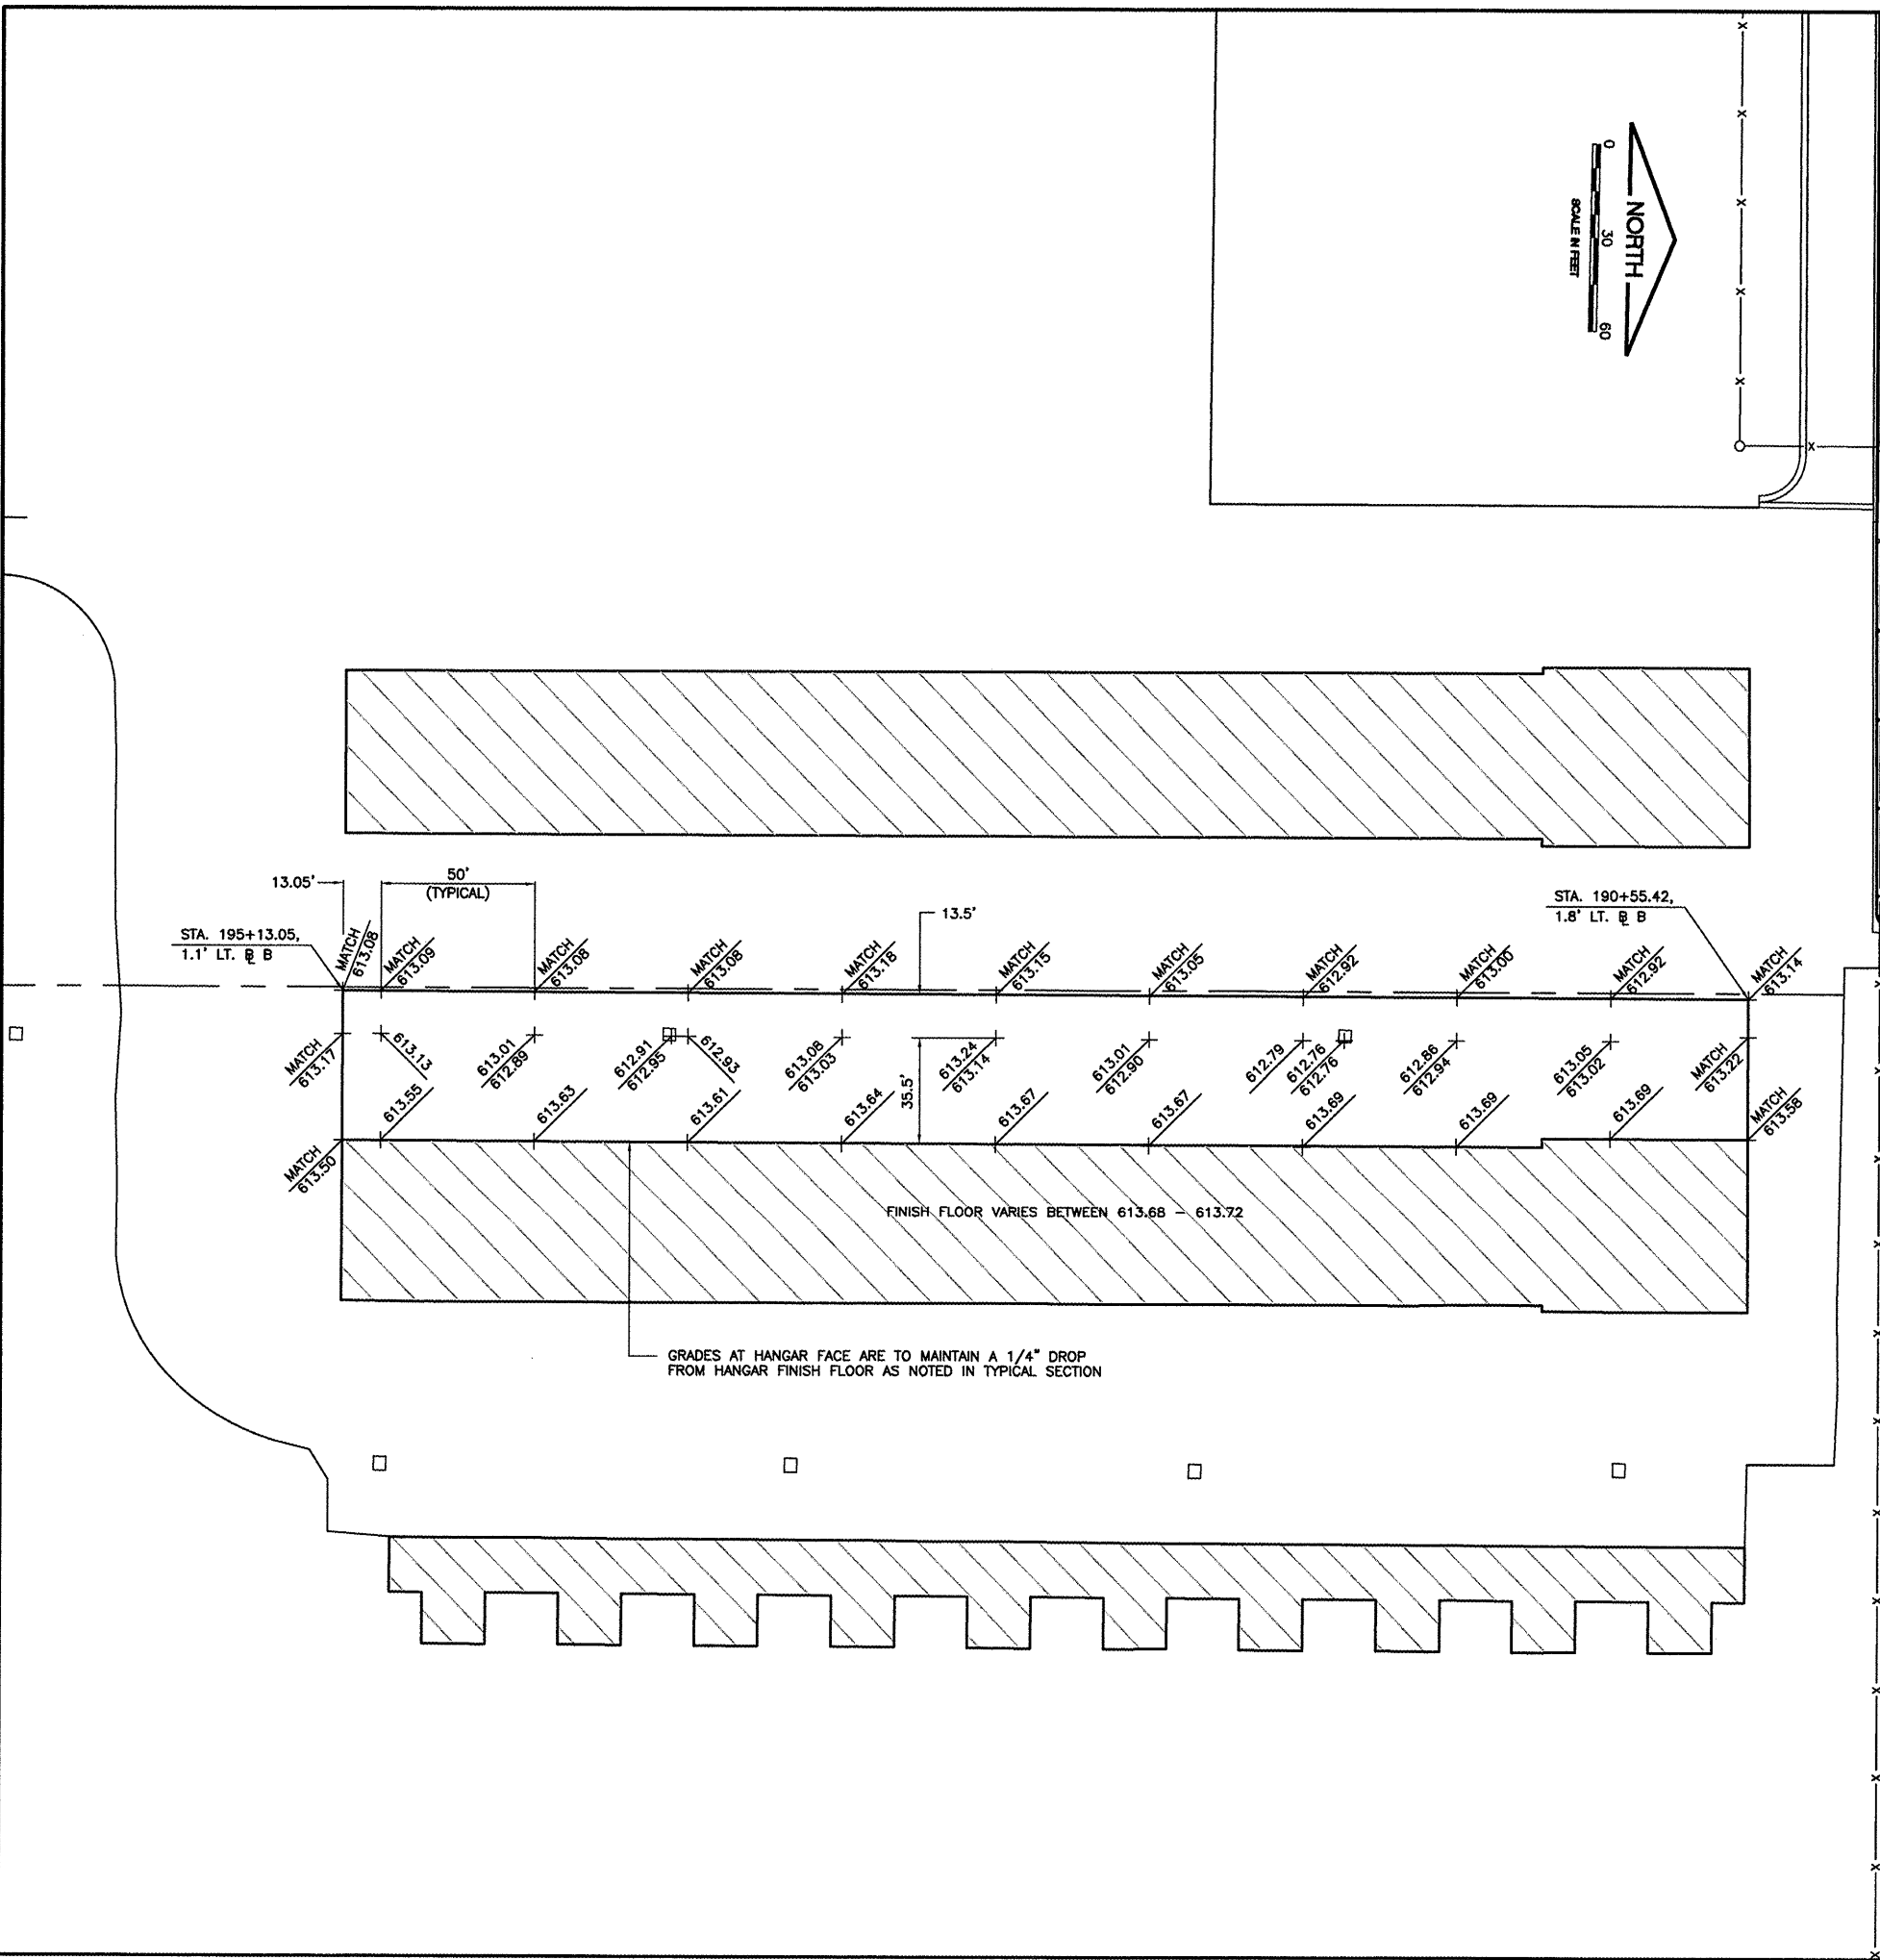 0
30
60
SCALE IN FEET
NORTH
13.05'
50'
(TYPICAL)
13.5'
STA. 195+13.05,
1.1' LT. ⅊ B
STA. 190+55.42,
1.8' LT. ⅊ B
MATCH
613.08
MATCH
613.09
MATCH
613.08
MATCH
613.08
MATCH
613.18
MATCH
613.15
MATCH
613.05
MATCH
612.92
MATCH
613.00
MATCH
612.92
MATCH
613.14
MATCH
613.17
613.13
613.01
612.89
612.91
612.95
612.93
613.08
613.03
35.5'
613.24
613.14
613.01
612.90
612.79
612.76
612.76
612.86
612.94
613.05
613.02
MATCH
613.22
MATCH
613.50
613.55
613.63
613.61
613.64
613.67
613.67
613.69
613.69
613.69
MATCH
613.58
FINISH FLOOR VARIES BETWEEN 613.68 – 613.72
GRADES AT HANGAR FACE ARE TO MAINTAIN A 1/4" DROP
FROM HANGAR FINISH FLOOR AS NOTED IN TYPICAL SECTION